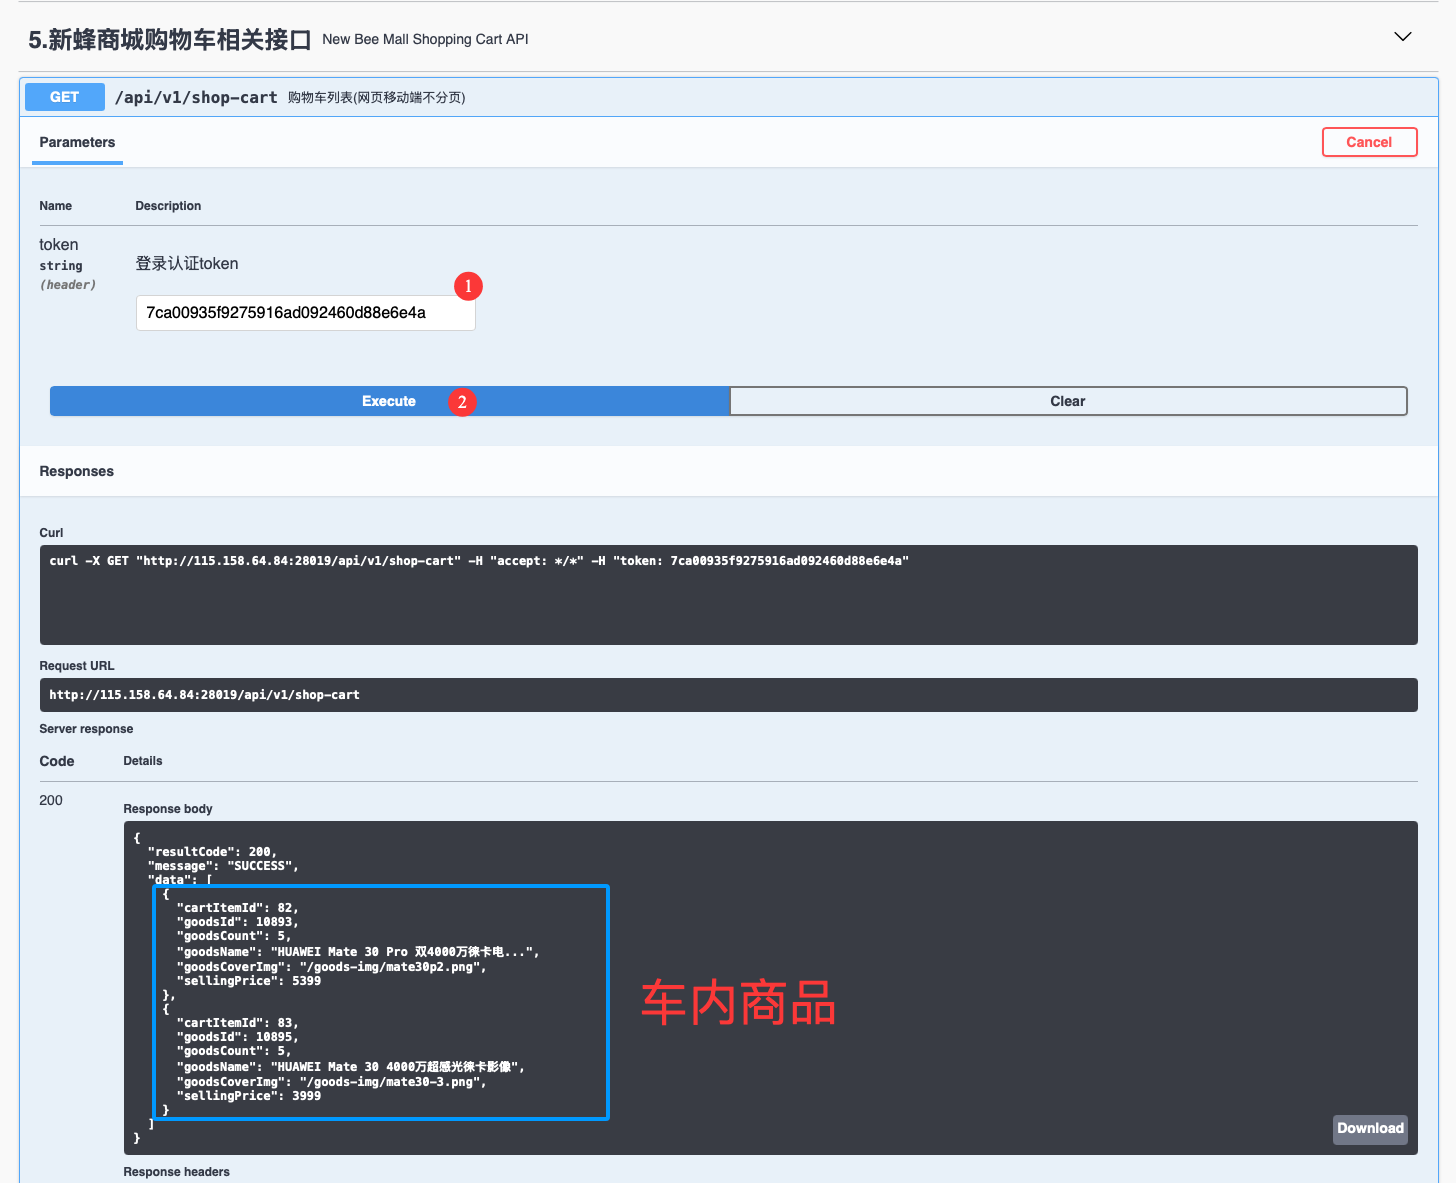 5.新蜂商城购物车相关接口 New Bee Mall Shopping Cart API
GET /api/v1/shop-cart 购物车列表(网页移动端不分页)
Parameters Cancel
Name Description
token
string
(header)
登录认证token
1
7ca00935f9275916ad092460d88e6e4a
Execute 2 Clear
Responses
Curl
curl -X GET "http://115.158.64.84:28019/api/v1/shop-cart" -H "accept: */*" -H "token: 7ca00935f9275916ad092460d88e6e4a"
Request URL
http://115.158.64.84:28019/api/v1/shop-cart
Server response
Code Details
200
Response body
{
"resultCode": 200,
"message": "SUCCESS",
"data": [
{
"cartItemId": 82,
"goodsId": 10893,
"goodsCount": 5,
"goodsName": "HUAWEI Mate 30 Pro 双4000万徕卡电...",
"goodsCoverImg": "/goods-img/mate30p2.png",
"sellingPrice": 5399
},
{
"cartItemId": 83,
"goodsId": 10895,
"goodsCount": 5,
"goodsName": "HUAWEI Mate 30 4000万超感光徕卡影像",
"goodsCoverImg": "/goods-img/mate30-3.png",
"sellingPrice": 3999
}
]
}
车内商品
Download
Response headers